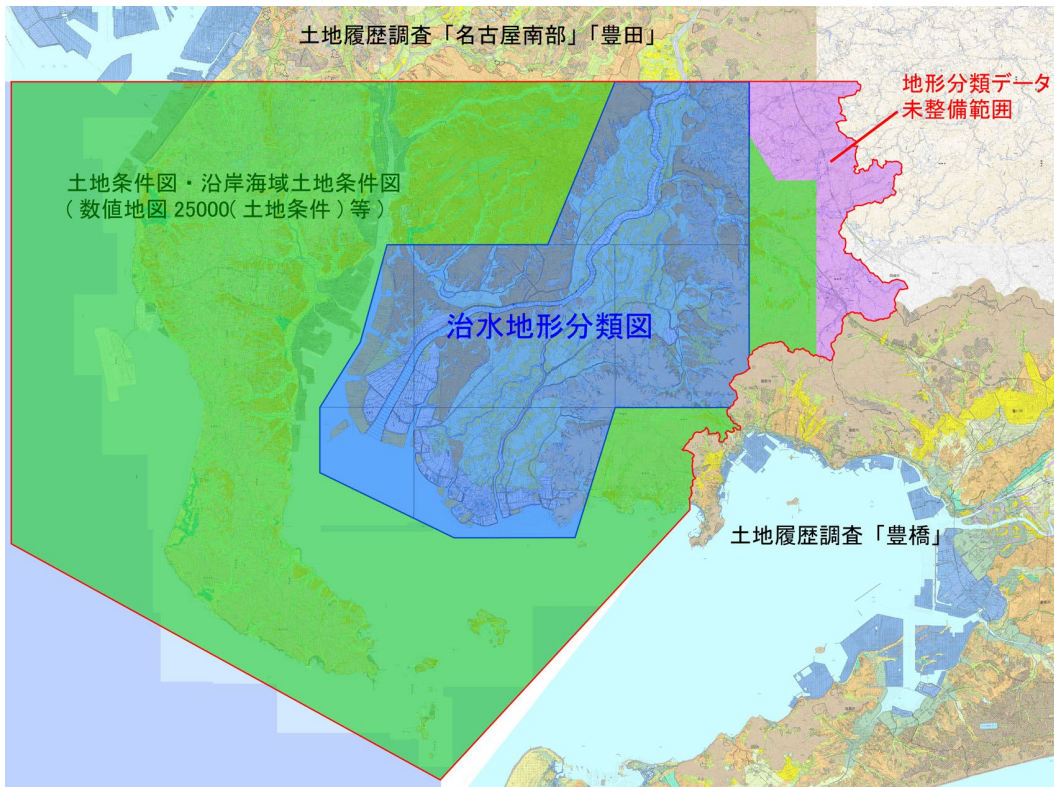 土地履歴調査「名古屋南部」「豊田」
地形分類データ
未整備範囲
土地条件図・沿岸海域土地条件図
(数値地図 25000(土地条件)等)
治水地形分類図
土地履歴調査「豊橋」